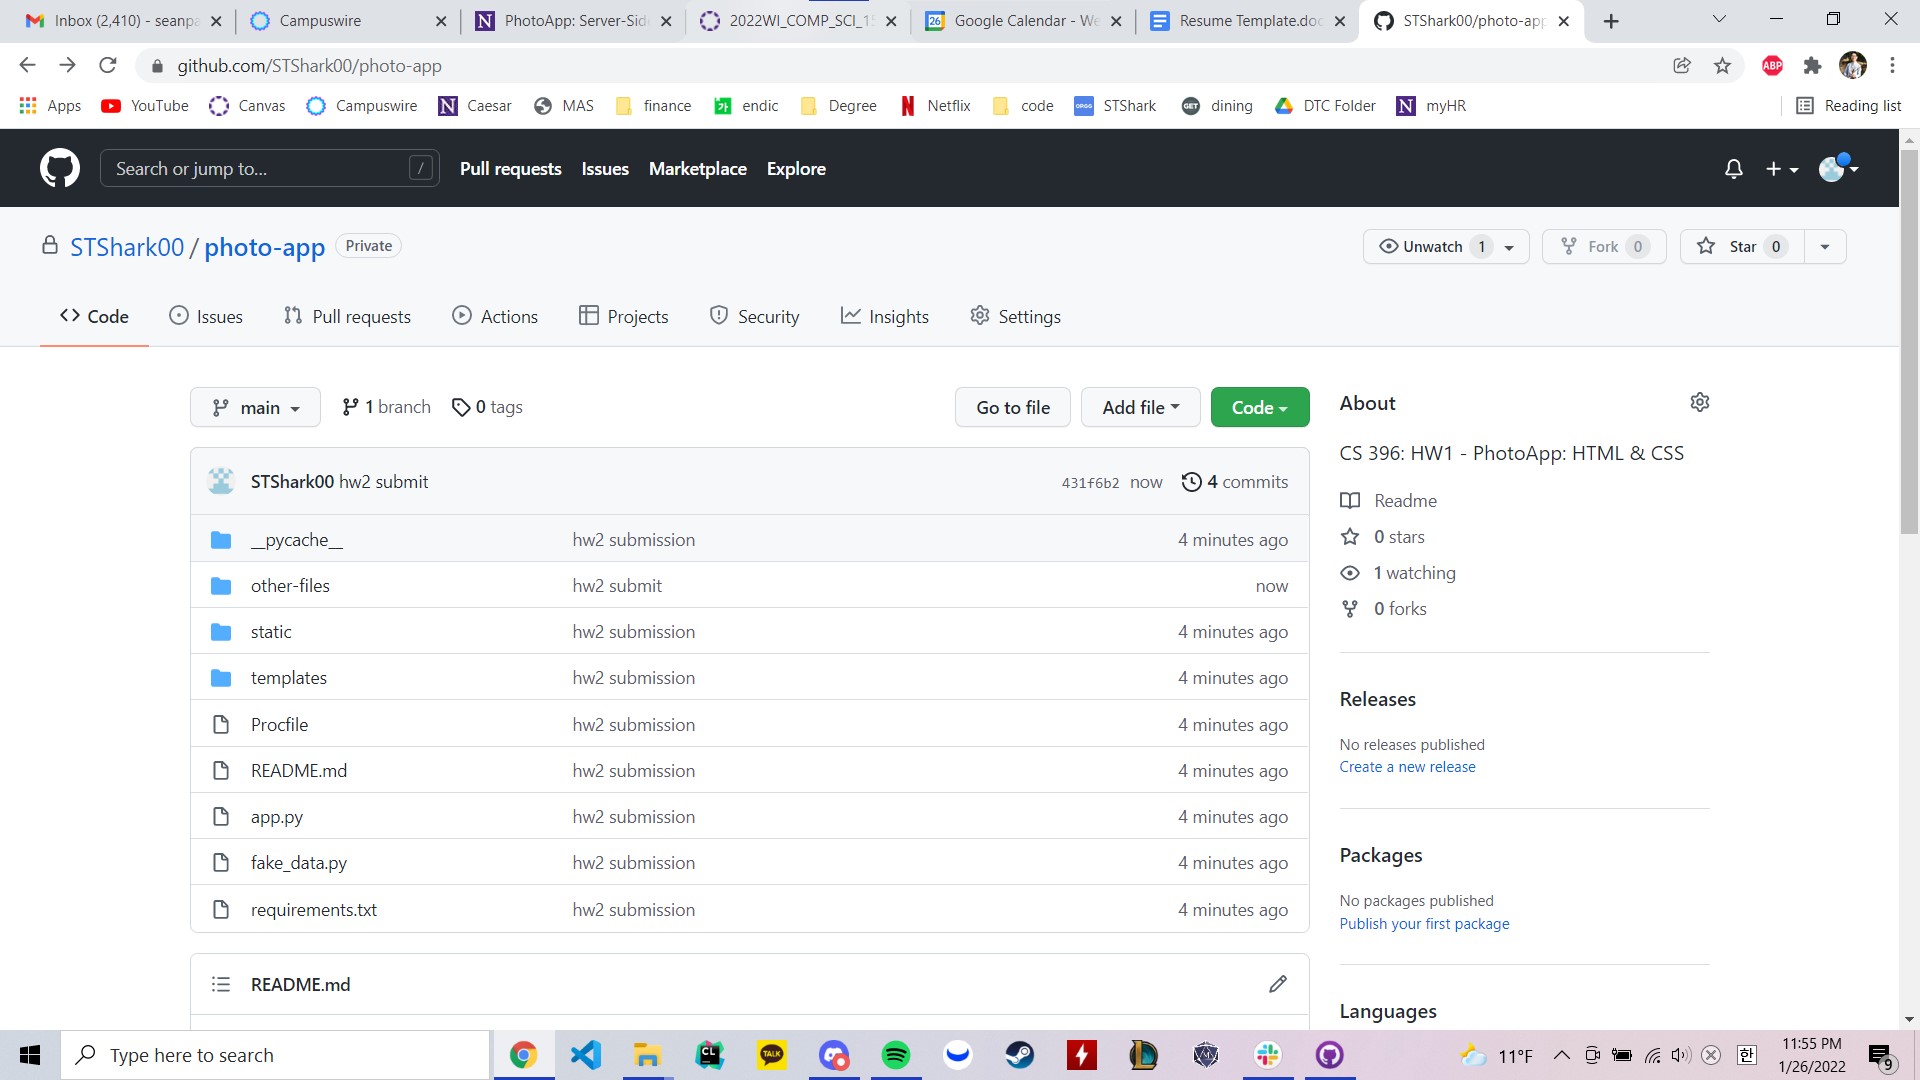 Inbox (2,410) - seanpa
Campuswire
PhotoApp: Server-Side
2022WI_COMP_SCI_15
Google Calendar - We
Resume Template.doc
STShark00/photo-app
github.com/STShark00/photo-app
ABP
Apps
YouTube
Canvas
Campuswire
Caesar
MAS
finance
endic
Degree
Netflix
code
STShark
dining
DTC Folder
myHR
Reading list
Search or jump to... /
Pull requests
Issues
Marketplace
Explore
STShark00 / photo-app Private
Unwatch 1
Fork 0
Star 0
Code
Issues
Pull requests
Actions
Projects
Security
Insights
Settings
main
1 branch
0 tags
Go to file
Add file
Code
STShark00 hw2 submit 431f6b2 now 4 commits
__pycache__ hw2 submission 4 minutes ago
other-files hw2 submit now
static hw2 submission 4 minutes ago
templates hw2 submission 4 minutes ago
Procfile hw2 submission 4 minutes ago
README.md hw2 submission 4 minutes ago
app.py hw2 submission 4 minutes ago
fake_data.py hw2 submission 4 minutes ago
requirements.txt hw2 submission 4 minutes ago
README.md
About
CS 396: HW1 - PhotoApp: HTML & CSS
Readme
0 stars
1 watching
0 forks
Releases
No releases published
Create a new release
Packages
No packages published
Publish your first package
Languages
Type here to search
CL
TALK
11°F
한
11:55 PM
1/26/2022
9